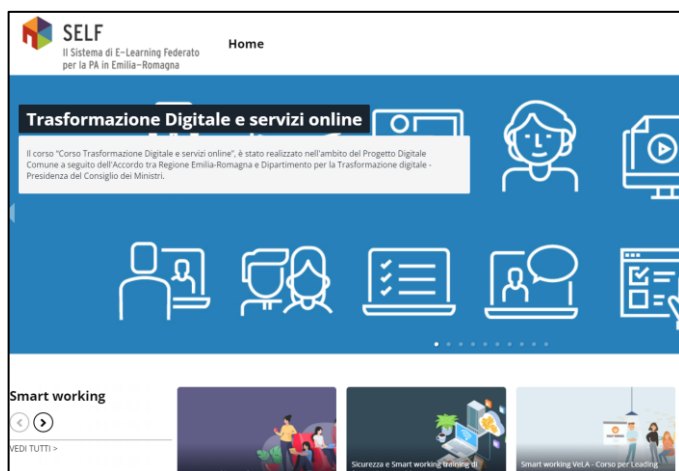 SELF
Il Sistema di E-Learning Federato
per la PA in Emilia-Romagna
Home
Trasformazione Digitale e servizi online
Il corso "Corso Trasformazione Digitale e servizi online", è stato realizzato nell'ambito del Progetto Digitale
Comune a seguito dell'Accordo tra Regione Emilia-Romagna e Dipartimento per la Trasformazione digitale -
Presidenza del Consiglio dei Ministri.
Smart working
VEDI TUTTI >
Sicurezza e Smart working training di
Smart working VeLA - Corso per Leading